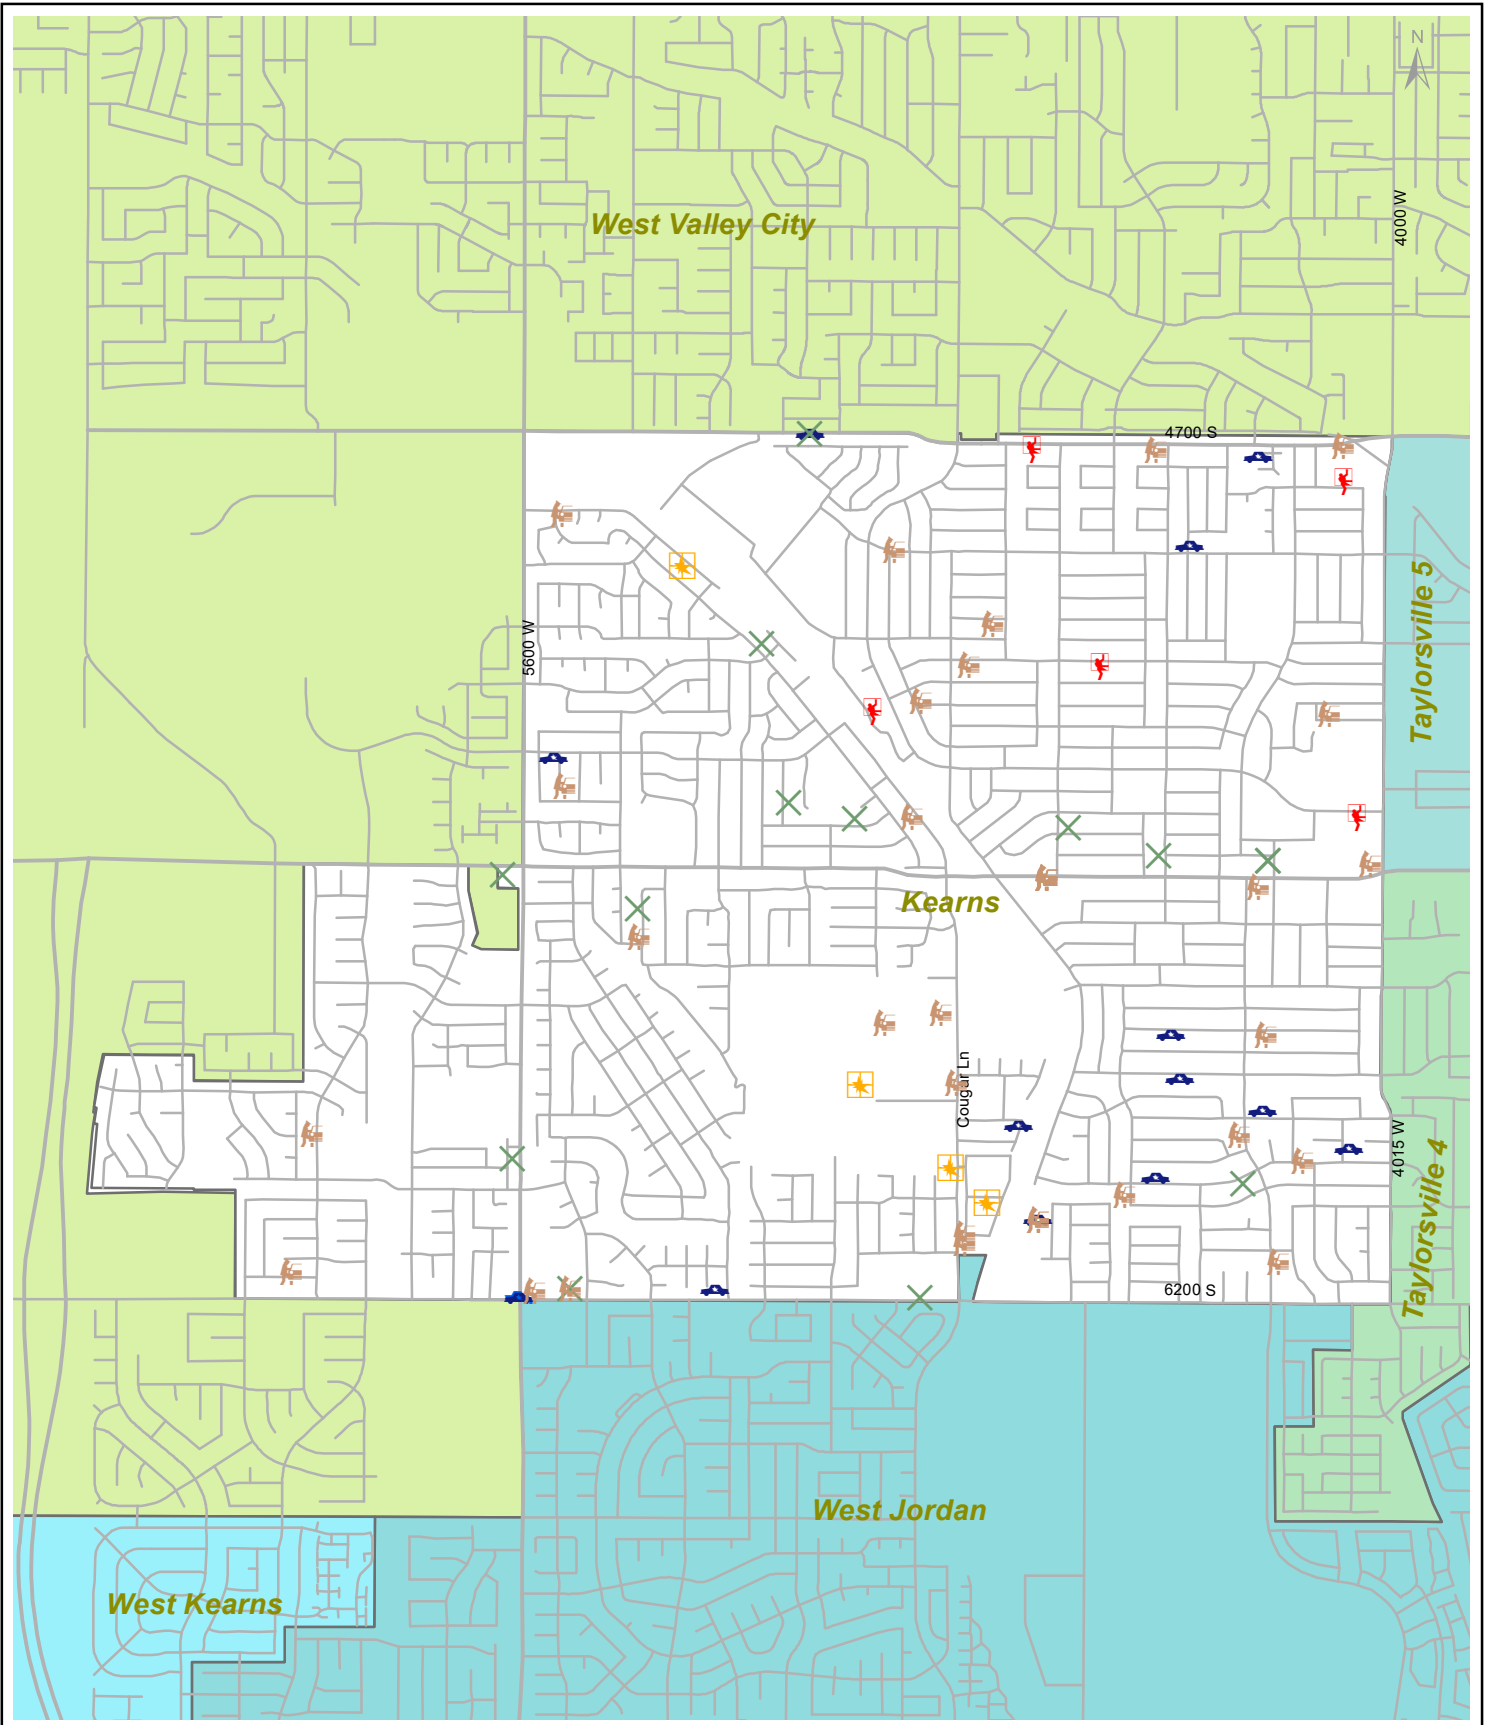 N
4000 W
West Valley City
4700 S
5600 W
Taylorsville 5
Kearns
Cougar Ln
4015 W
Taylorsville 4
6200 S
West Jordan
West Kearns